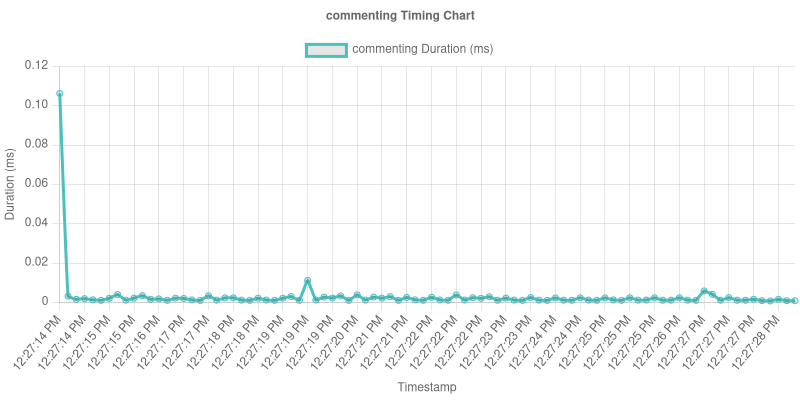 commenting Timing Chart
commenting Duration (ms)
0.12
0.10
0.08
0.06
0.04
0.02
0
Duration (ms)
12:27:14 PM
12:27:14 PM
12:27:15 PM
12:27:15 PM
12:27:16 PM
12:27:17 PM
12:27:17 PM
12:27:18 PM
12:27:18 PM
12:27:19 PM
12:27:19 PM
12:27:19 PM
12:27:20 PM
12:27:21 PM
12:27:21 PM
12:27:22 PM
12:27:22 PM
12:27:22 PM
12:27:23 PM
12:27:23 PM
12:27:24 PM
12:27:24 PM
12:27:25 PM
12:27:25 PM
12:27:25 PM
12:27:26 PM
12:27:27 PM
12:27:27 PM
12:27:27 PM
12:27:28 PM
Timestamp